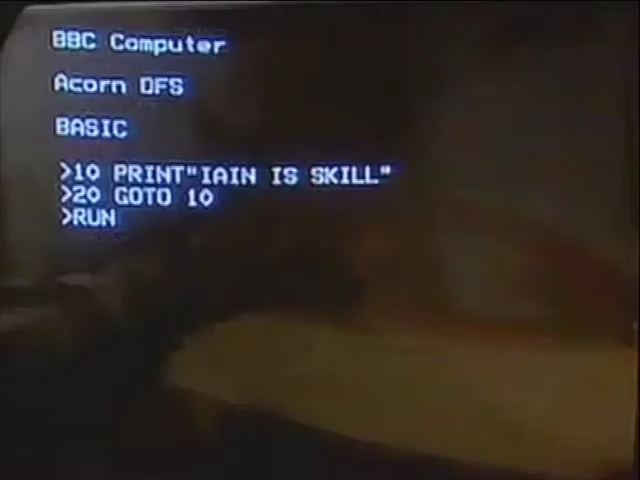 BBC Computer
Acorn DFS
BASIC
>10 PRINT"IAIN IS SKILL"
>20 GOTO 10
>RUN